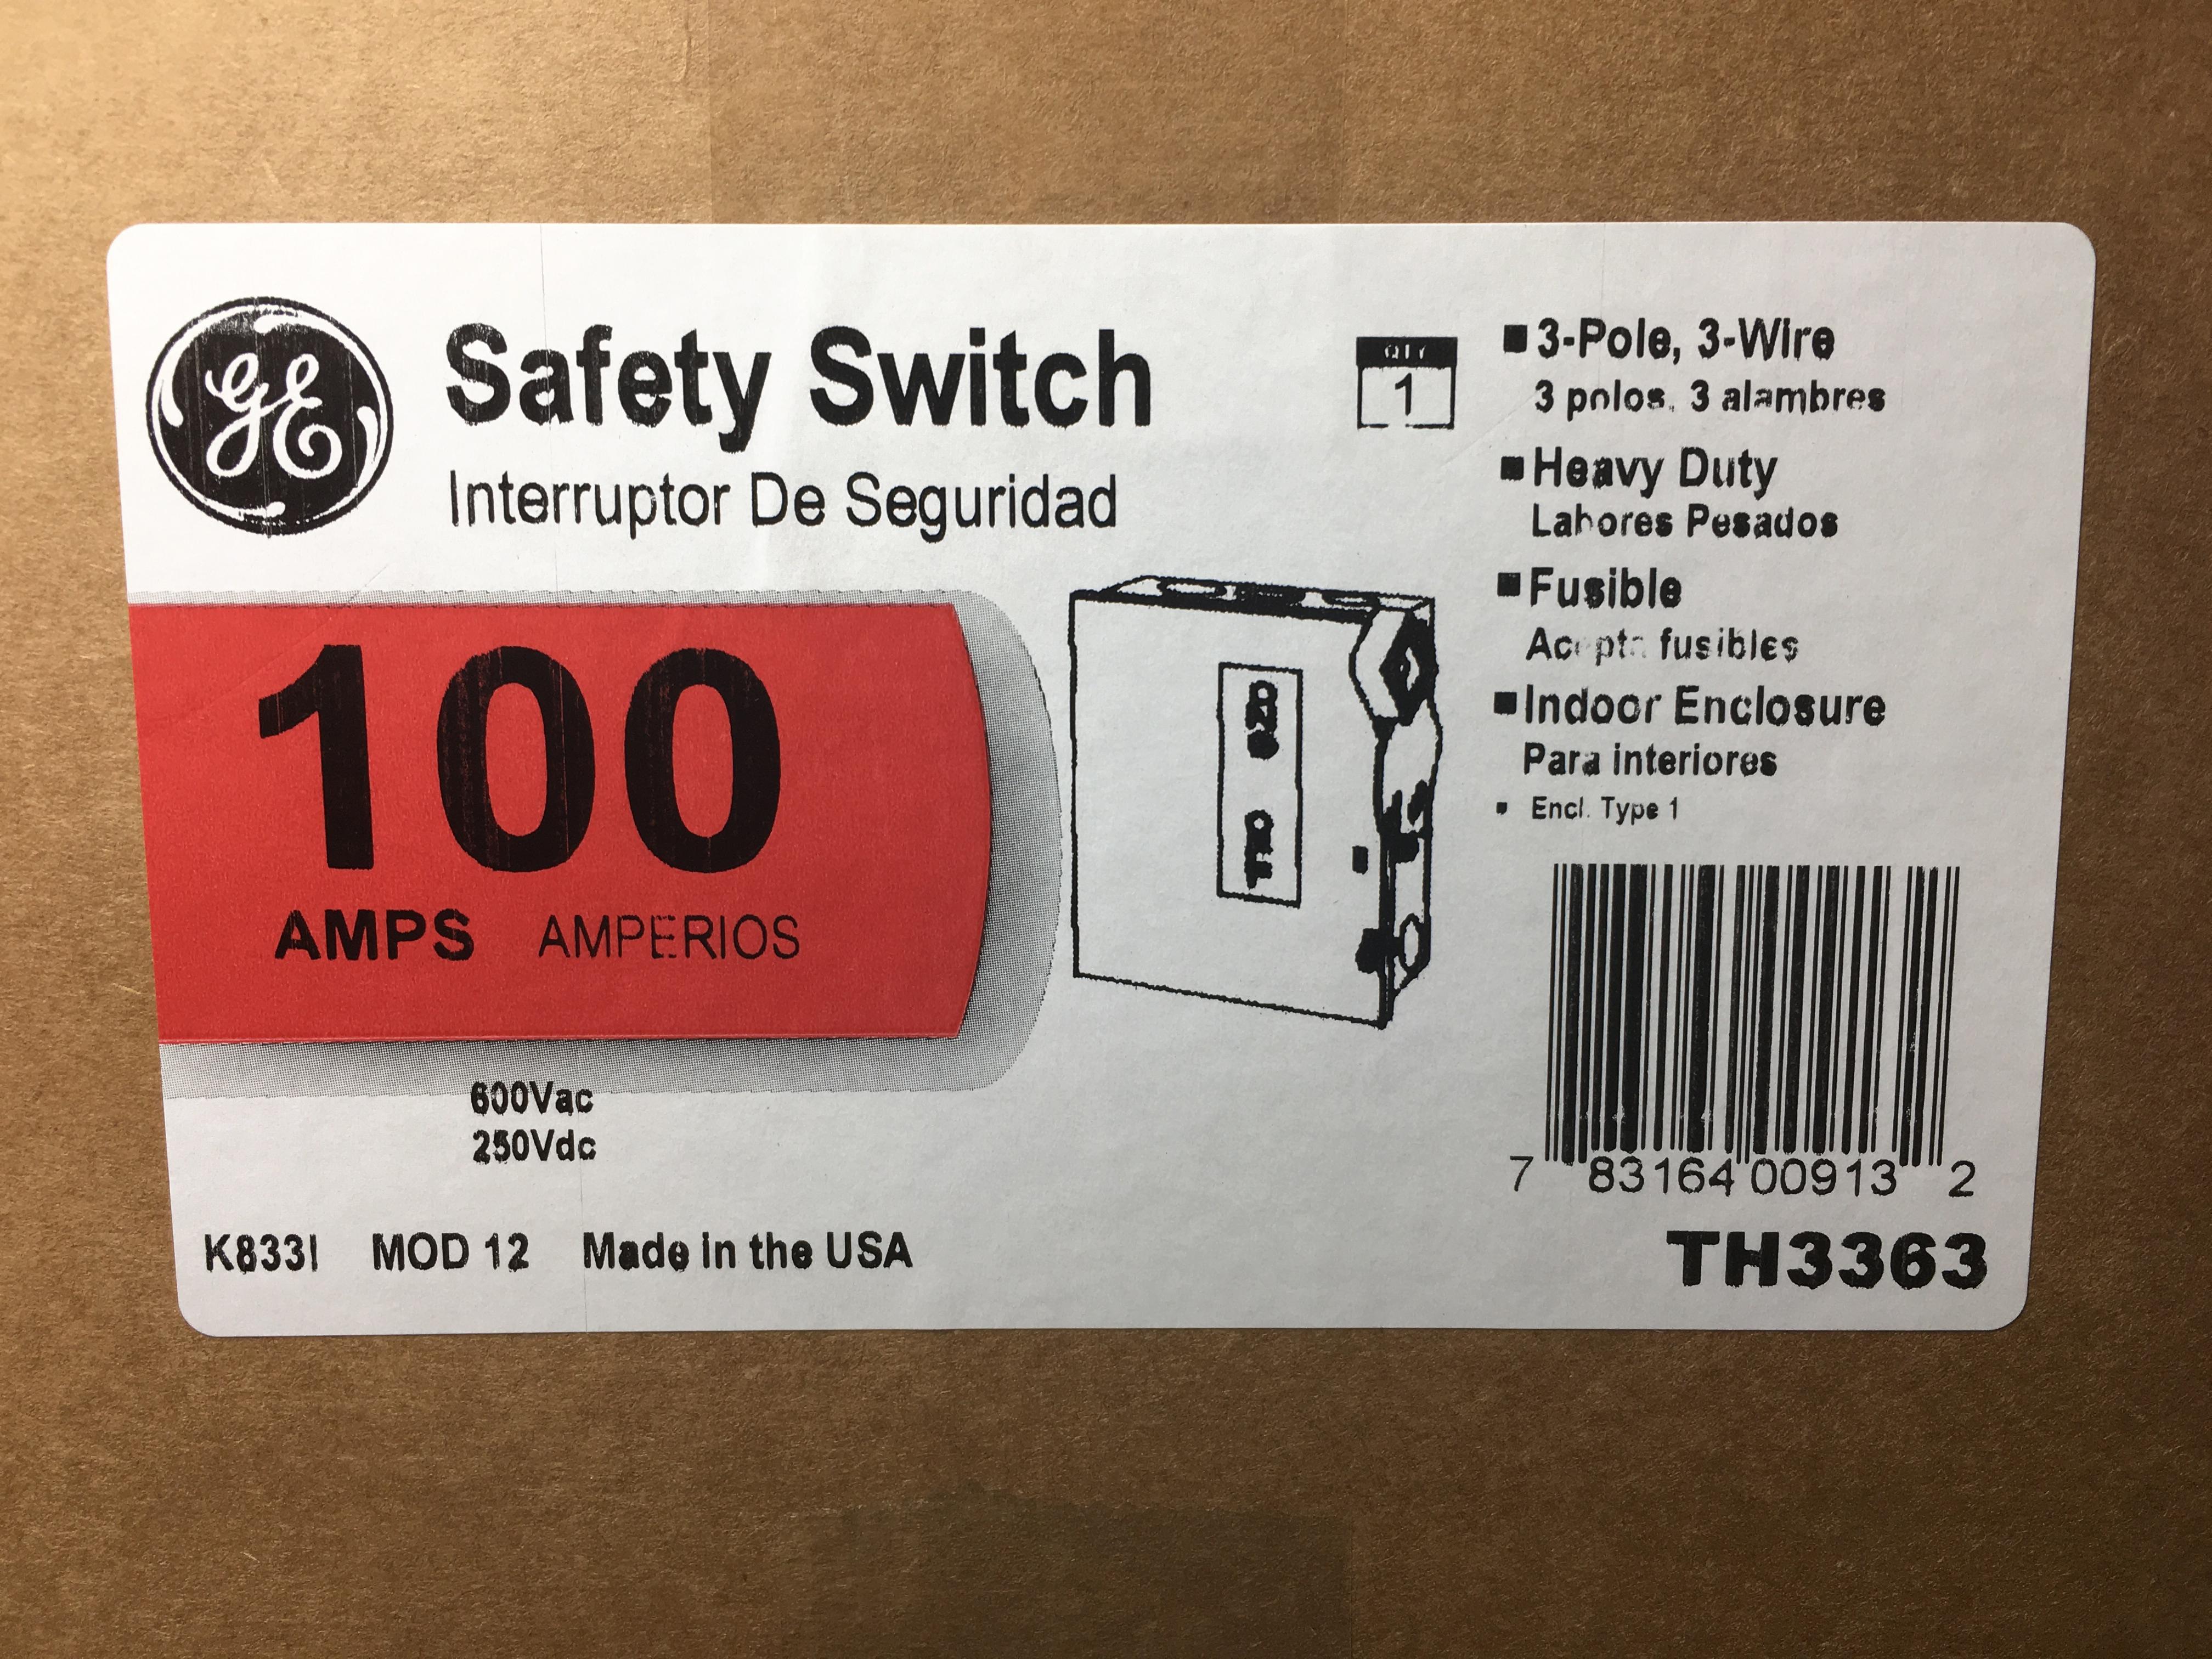 GE
Safety Switch
Interruptor De Seguridad
QTY
1
100
AMPS AMPERIOS
600Vac
250Vdc
K833I MOD 12 Made in the USA
3-Pole, 3-Wire
3 polos, 3 alambres
Heavy Duty
Labores Pesados
Fusible
Acepta fusibles
Indoor Enclosure
Para interiores
Encl. Type 1
ON
OFF
7 83164 00913 2
TH3363